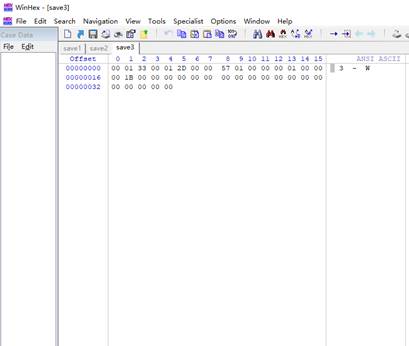 WinHex - [save3]
File Edit Search Navigation View Tools Specialist Options Window Help
Case Data
File Edit
save1 save2 save3
Offset 0 1 2 3 4 5 6 7 8 9 10 11 12 13 14 15 ANSI ASCII
00000000 00 01 33 00 01 2D 00 00 57 01 00 00 00 01 00 00 3 - W
00000016 00 1B 00 00 00 00 00 00 00 00 00 00 00 00 00 00
00000032 00 00 00 00 00